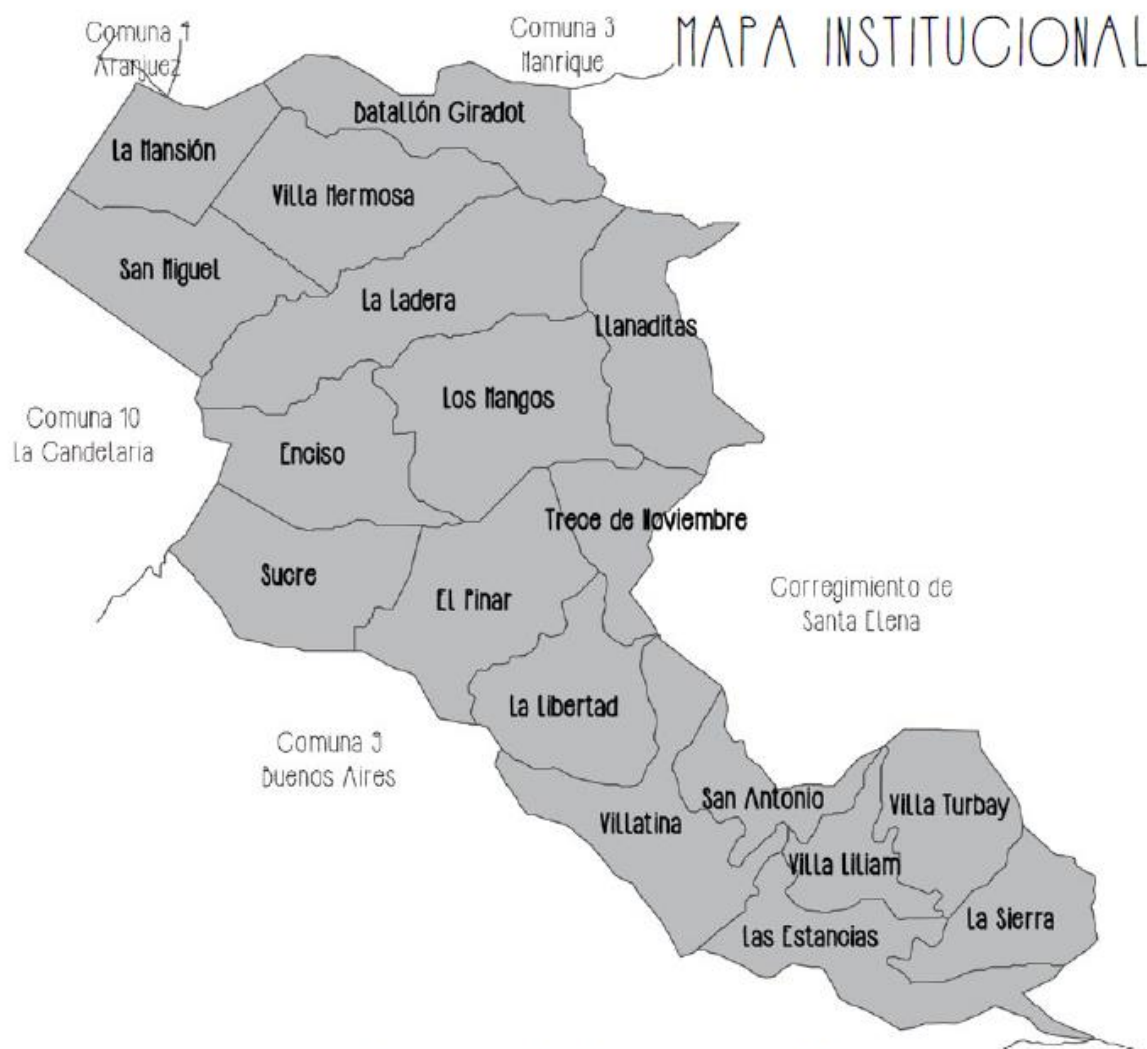 Comuna 4
Aranjuez
Comuna 3
Manrique
MAPA INSTITUCIONAL
Batallón Giradot
La Mansión
Villa Hermosa
San Miguel
La Ladera
Llanaditas
Los Mangos
Comuna 10
La Candelaria
Enciso
Trece de Noviembre
Sucre
El Pinar
Corregimiento de
Santa Elena
La Libertad
Comuna 9
Buenos Aires
San Antonio
Villa Turbay
Villatina
Villa Liliam
La Sierra
Las Estancias